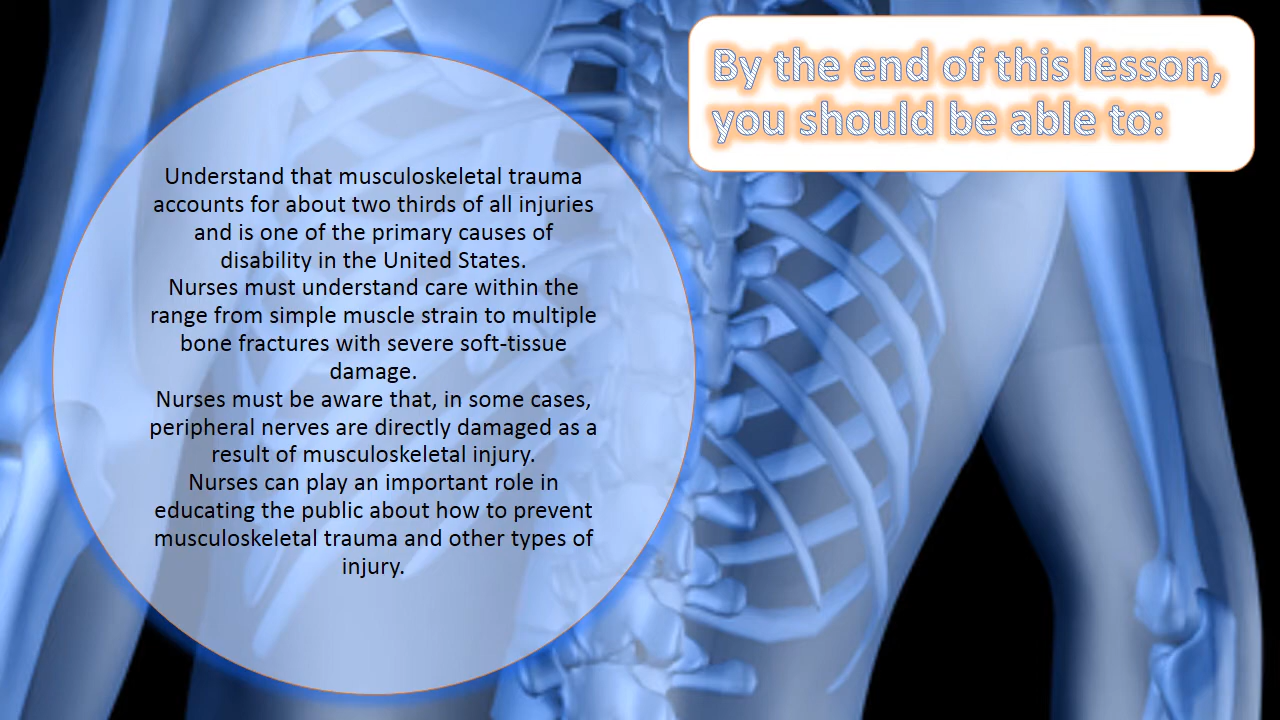 By the end of this lesson,
you should be able to:
Understand that musculoskeletal trauma
accounts for about two thirds of all injuries
and is one of the primary causes of
disability in the United States.
Nurses must understand care within the
range from simple muscle strain to multiple
bone fractures with severe soft-tissue
damage.
Nurses must be aware that, in some cases,
peripheral nerves are directly damaged as a
result of musculoskeletal injury.
Nurses can play an important role in
educating the public about how to prevent
musculoskeletal trauma and other types of
injury.